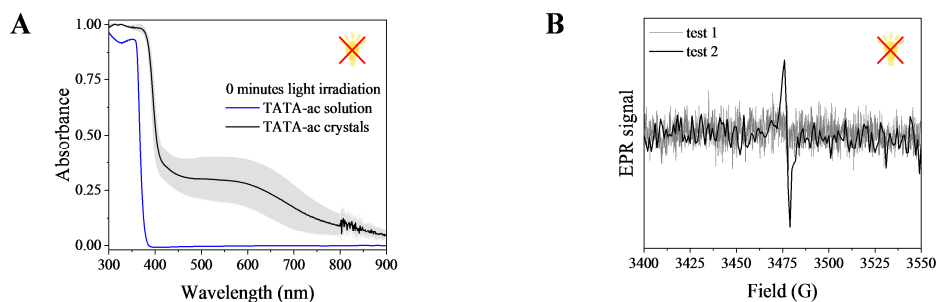 A
1.00
0.75
0.50
0.25
0.00
Absorbance
0 minutes light irradiation
TATA-ac solution
TATA-ac crystals
300 400 500 600 700 800 900
Wavelength (nm)
B
test 1
test 2
0
EPR signal
3400 3425 3450 3475 3500 3525 3550
Field (G)